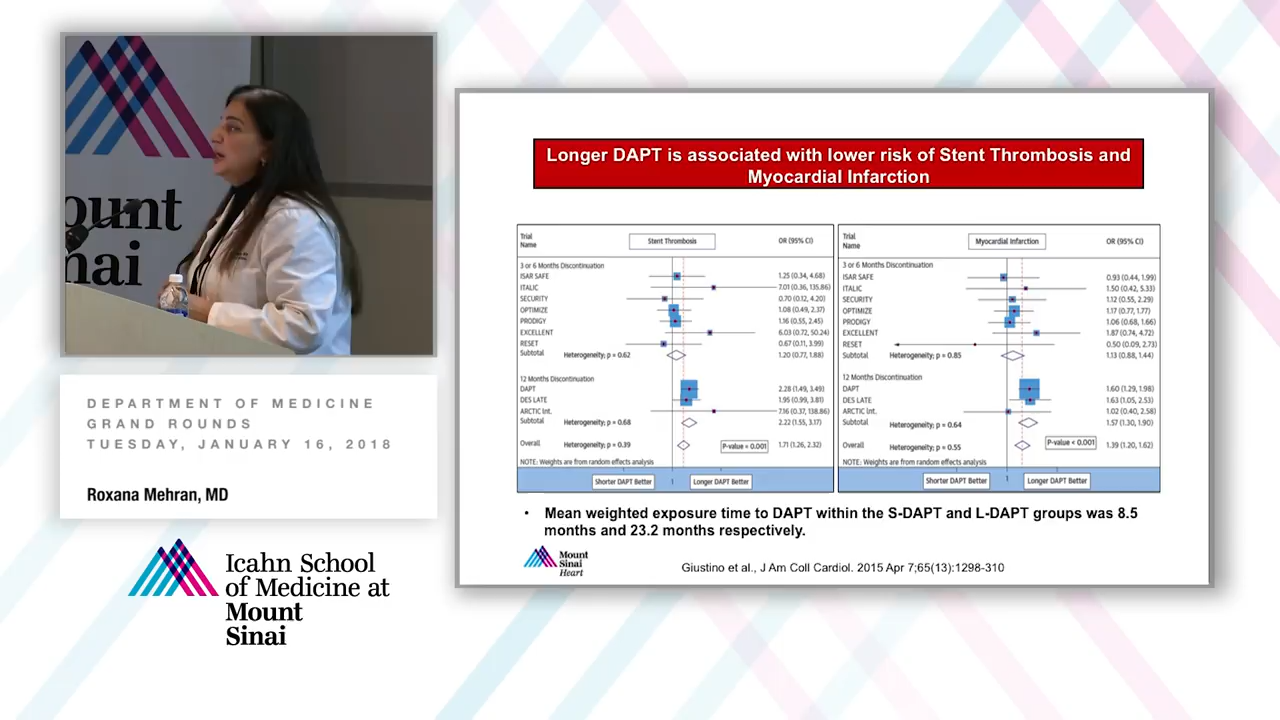 ount
nai
DEPARTMENT OF MEDICINE
GRAND ROUNDS
TUESDAY, JANUARY 16, 2018
Roxana Mehran, MD
Icahn School
of Medicine at
Mount
Sinai
Longer DAPT is associated with lower risk of Stent Thrombosis and
Myocardial Infarction
Trial
Name
Stent Thrombosis
OR (95% CI)
3 or 6 Months Discontinuation
ISAR SAFE 1.25 (0.34, 4.68)
ITALIC 7.01 (0.36, 135.86)
SECURITY 0.70 (0.12, 4.20)
OPTIMIZE 1.08 (0.49, 2.37)
PRODIGY 1.16 (0.55, 2.45)
EXCELLENT 6.03 (0.72, 50.24)
RESET 0.67 (0.11, 3.99)
Subtotal Heterogeneity; p = 0.62 1.20 (0.77, 1.88)
12 Months Discontinuation
DAPT 2.28 (1.49, 3.49)
DES LATE 1.95 (0.99, 3.81)
ARCTIC Int. 7.16 (0.37, 138.86)
Subtotal Heterogeneity; p = 0.68 2.22 (1.55, 3.17)
Overall Heterogeneity; p = 0.39 P-value = 0.001 1.71 (1.26, 2.32)
NOTE: Weights are from random effects analysis
Shorter DAPT Better 1 Longer DAPT Better
Trial
Name
Myocardial Infarction
OR (95% CI)
3 or 6 Months Discontinuation
ISAR SAFE 0.93 (0.44, 1.99)
ITALIC 1.50 (0.42, 5.33)
SECURITY 1.12 (0.55, 2.29)
OPTIMIZE 1.17 (0.77, 1.77)
PRODIGY 1.06 (0.68, 1.66)
EXCELLENT 1.87 (0.74, 4.72)
RESET 0.50 (0.09, 2.73)
Subtotal Heterogeneity; p = 0.85 1.13 (0.88, 1.44)
12 Months Discontinuation
DAPT 1.60 (1.29, 1.98)
DES LATE 1.63 (1.05, 2.53)
ARCTIC Int. 1.02 (0.40, 2.58)
Subtotal Heterogeneity; p = 0.64 1.57 (1.30, 1.90)
Overall Heterogeneity; p = 0.55 P-value < 0.001 1.39 (1.20, 1.62)
NOTE: Weights are from random effects analysis
Shorter DAPT Better 1 Longer DAPT Better
• Mean weighted exposure time to DAPT within the S-DAPT and L-DAPT groups was 8.5
months and 23.2 months respectively.
Mount
Sinai
Heart
Giustino et al., J Am Coll Cardiol. 2015 Apr 7;65(13):1298-310